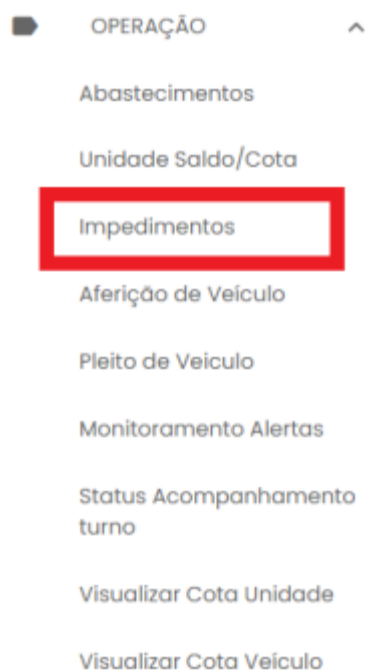 OPERAÇÃO
Abastecimentos
Unidade Saldo/Cota
Impedimentos
Aferição de Veículo
Pleito de Veiculo
Monitoramento Alertas
Status Acompanhamento
turno
Visualizar Cota Unidade
Visualizar Cota Veículo